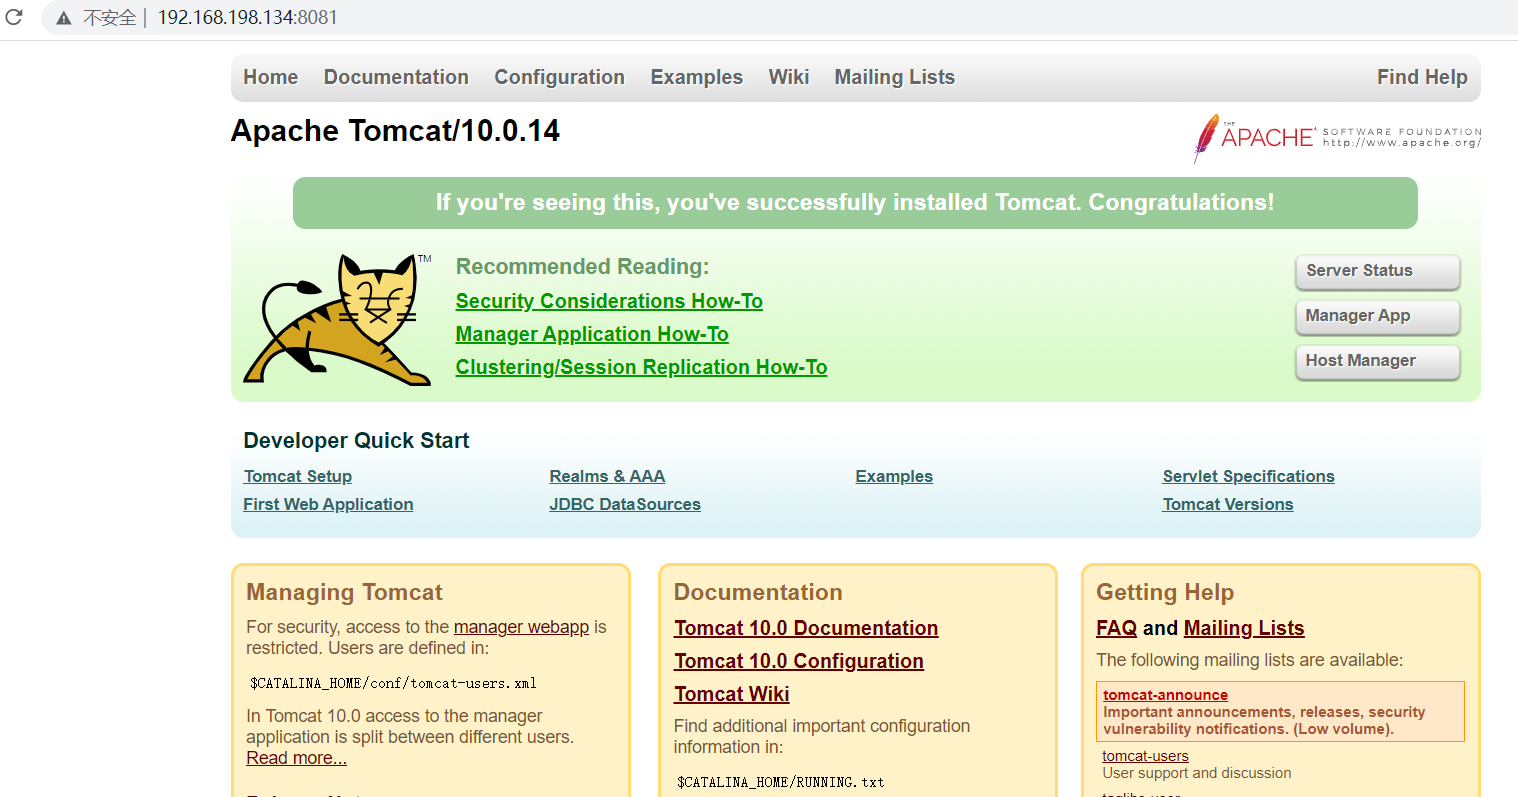 不安全 192.168.198.134:8081
Home Documentation Configuration Examples Wiki Mailing Lists Find Help
Apache Tomcat/10.0.14
THE APACHE SOFTWARE FOUNDATION
http://www.apache.org/
If you're seeing this, you've successfully installed Tomcat. Congratulations!
TM
Recommended Reading:
Security Considerations How-To
Manager Application How-To
Clustering/Session Replication How-To
Server Status
Manager App
Host Manager
Developer Quick Start
Tomcat Setup
First Web Application
Realms & AAA
JDBC DataSources
Examples
Servlet Specifications
Tomcat Versions
Managing Tomcat
For security, access to the manager webapp is
restricted. Users are defined in:
$CATALINA_HOME/conf/tomcat-users.xml
In Tomcat 10.0 access to the manager
application is split between different users.
Read more...
Documentation
Tomcat 10.0 Documentation
Tomcat 10.0 Configuration
Tomcat Wiki
Find additional important configuration
information in:
$CATALINA_HOME/RUNNING.txt
Getting Help
FAQ and Mailing Lists
The following mailing lists are available:
tomcat-announce
Important announcements, releases, security
vulnerability notifications. (Low volume).
tomcat-users
User support and discussion